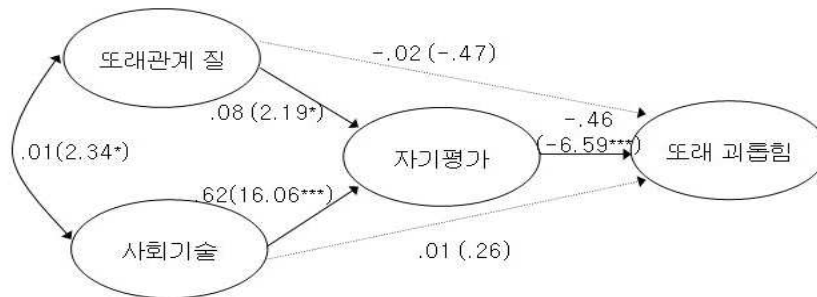 또래관계 질
-.02 (-.47)
.08 (2.19*)
-.46
(-6.59***)
.01(2.34*)
자기평가
또래 괴롭힘
.62(16.06***)
사회기술
.01 (.26)